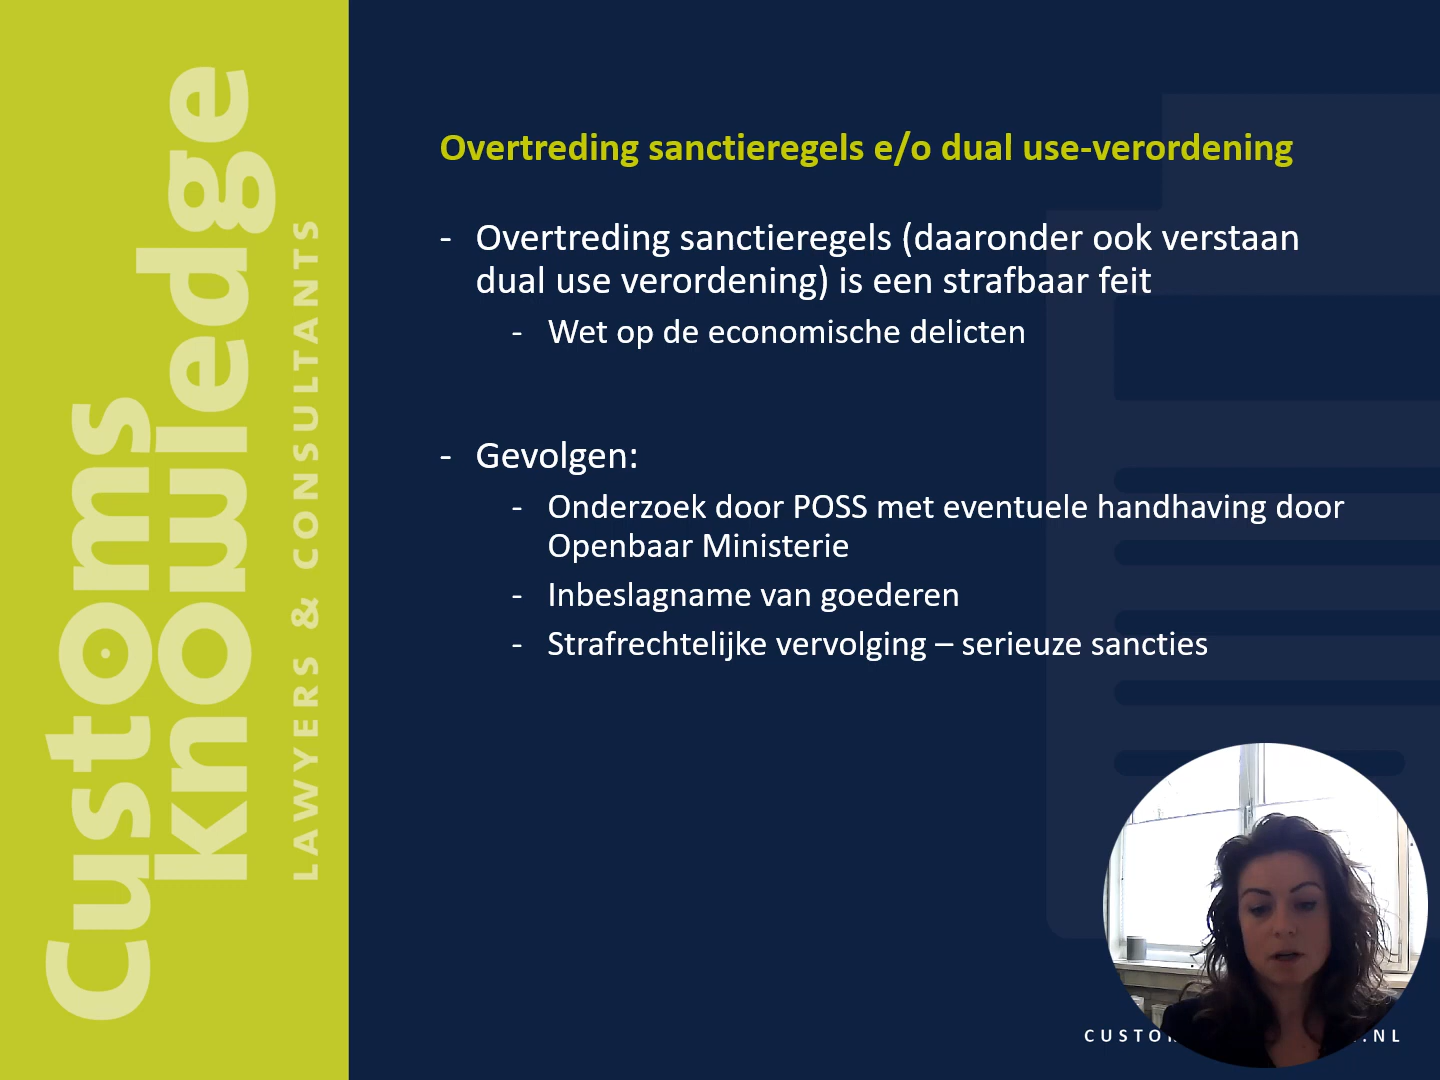 Customs
knowledge
LAWYERS & CONSULTANTS
Overtreding sanctieregels e/o dual use-verordening
- Overtreding sanctieregels (daaronder ook verstaan
dual use verordening) is een strafbaar feit
- Wet op de economische delicten
- Gevolgen:
- Onderzoek door POSS met eventuele handhaving door
Openbaar Ministerie
- Inbeslagname van goederen
- Strafrechtelijke vervolging – serieuze sancties